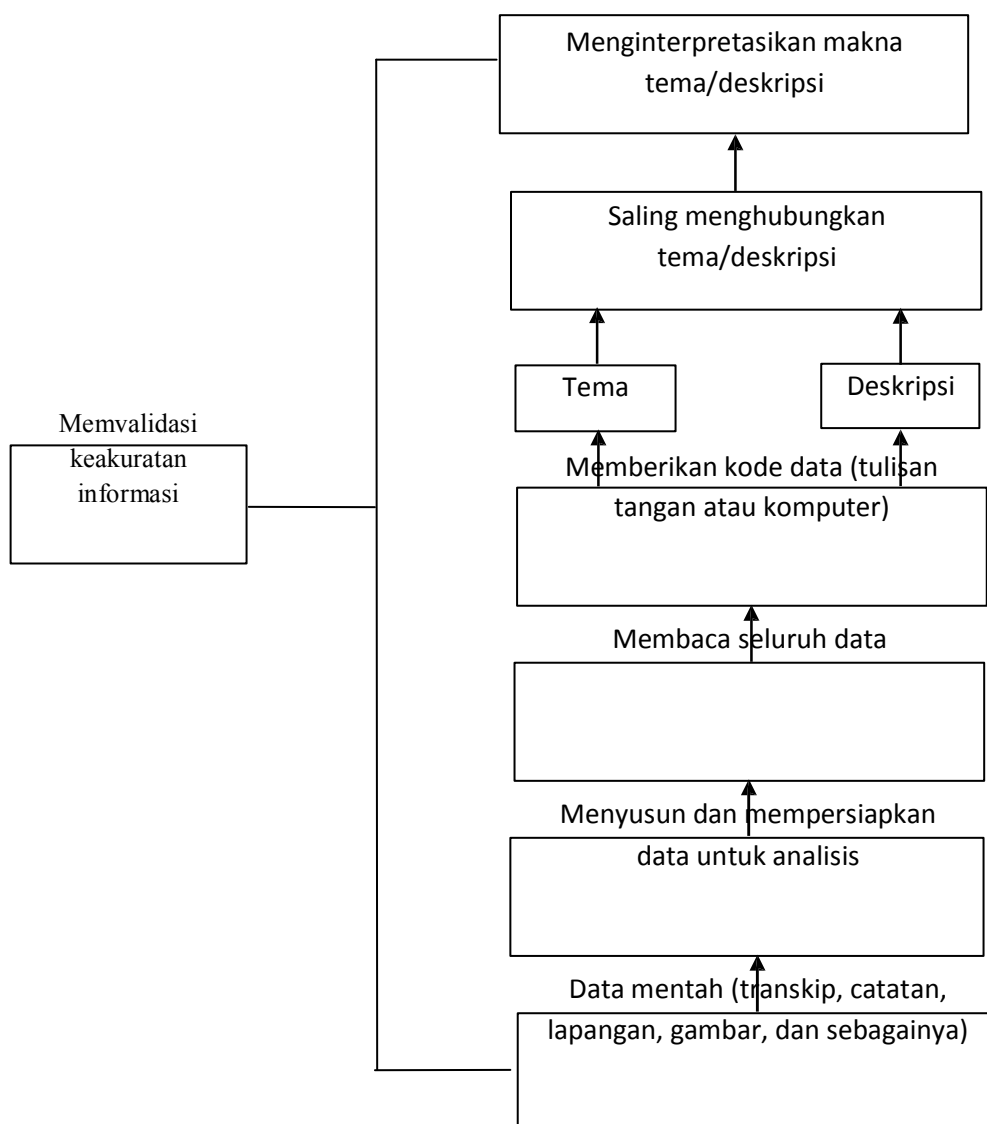 Menginterpretasikan makna
tema/deskripsi
Saling menghubungkan
tema/deskripsi
Tema
Deskripsi
Memvalidasi
keakuratan
informasi
Memberikan kode data (tulisan
tangan atau komputer)
Membaca seluruh data
Menyusun dan mempersiapkan
data untuk analisis
Data mentah (transkip, catatan,
lapangan, gambar, dan sebagainya)